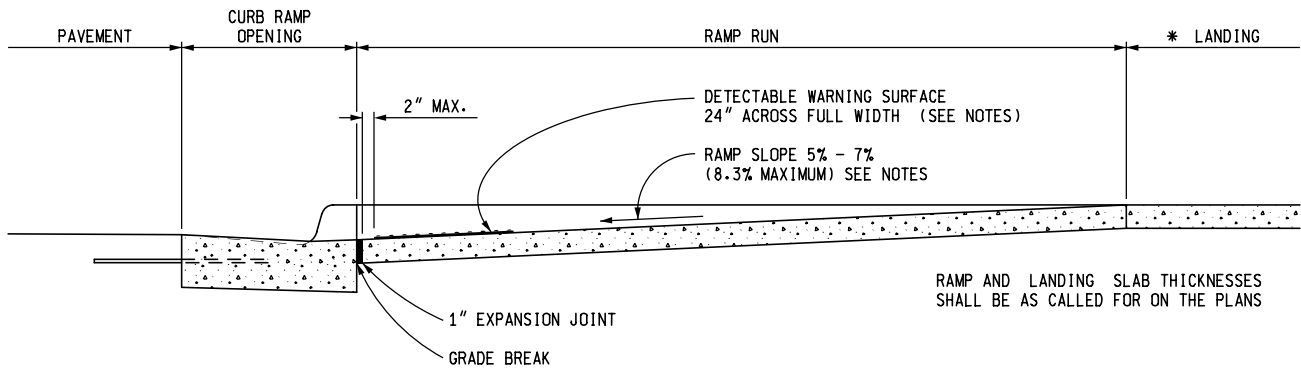 CURB RAMP
OPENING
PAVEMENT
RAMP RUN
* LANDING
2" MAX.
DETECTABLE WARNING SURFACE
24" ACROSS FULL WIDTH (SEE NOTES)
RAMP SLOPE 5% - 7%
(8.3% MAXIMUM) SEE NOTES
RAMP AND LANDING SLAB THICKNESSES
SHALL BE AS CALLED FOR ON THE PLANS
1" EXPANSION JOINT
GRADE BREAK